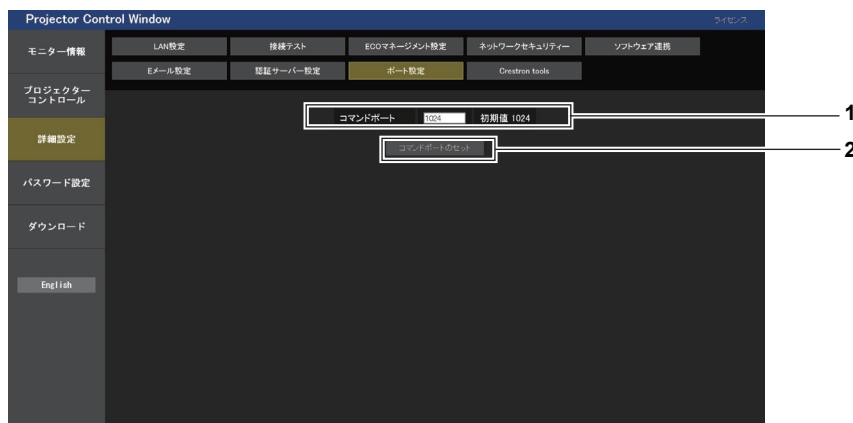 Projector Control Window
ライセンス
モニター情報
プロジェクター
コントロール
詳細設定
パスワード設定
ダウンロード
English
LAN設定
接続テスト
ECOマネージメント設定
ネットワークセキュリティー
ソフトウェア連携
Eメール設定
認証サーバー設定
ポート設定
Crestron tools
コマンドポート 1024 初期値 1024
1
コマンドポートのセット
2